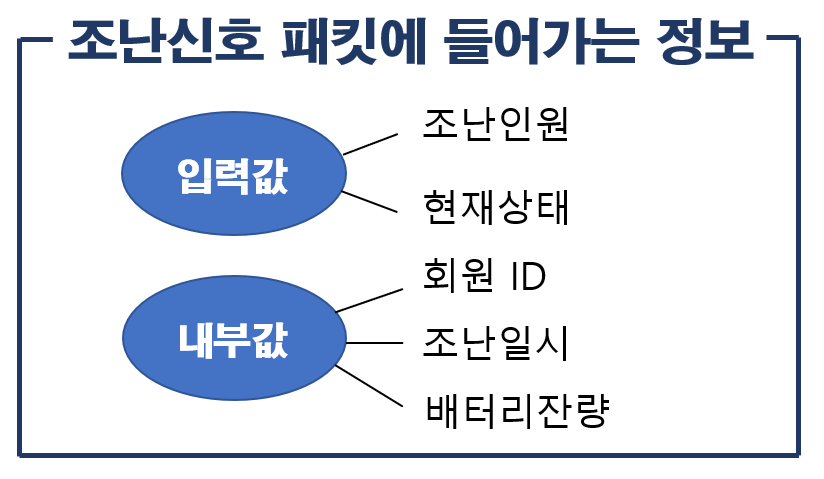 조난신호 패킷에 들어가는 정보
입력값
조난인원
현재상태
내부값
회원 ID
조난일시
배터리잔량